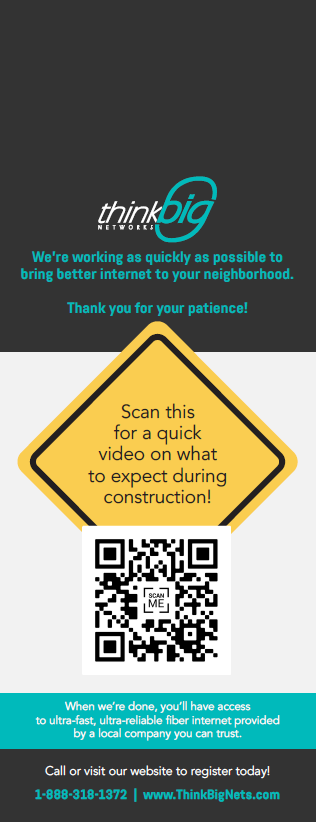 thinkbig
NETWORKS
We're working as quickly as possible to
bring better internet to your neighborhood.
Thank you for your patience!
Scan this
for a quick
video on what
to expect during
construction!
SCAN
ME
When we're done, you'll have access
to ultra-fast, ultra-reliable fiber internet provided
by a local company you can trust.
Call or visit our website to register today!
1-888-318-1372 | www.ThinkBigNets.com